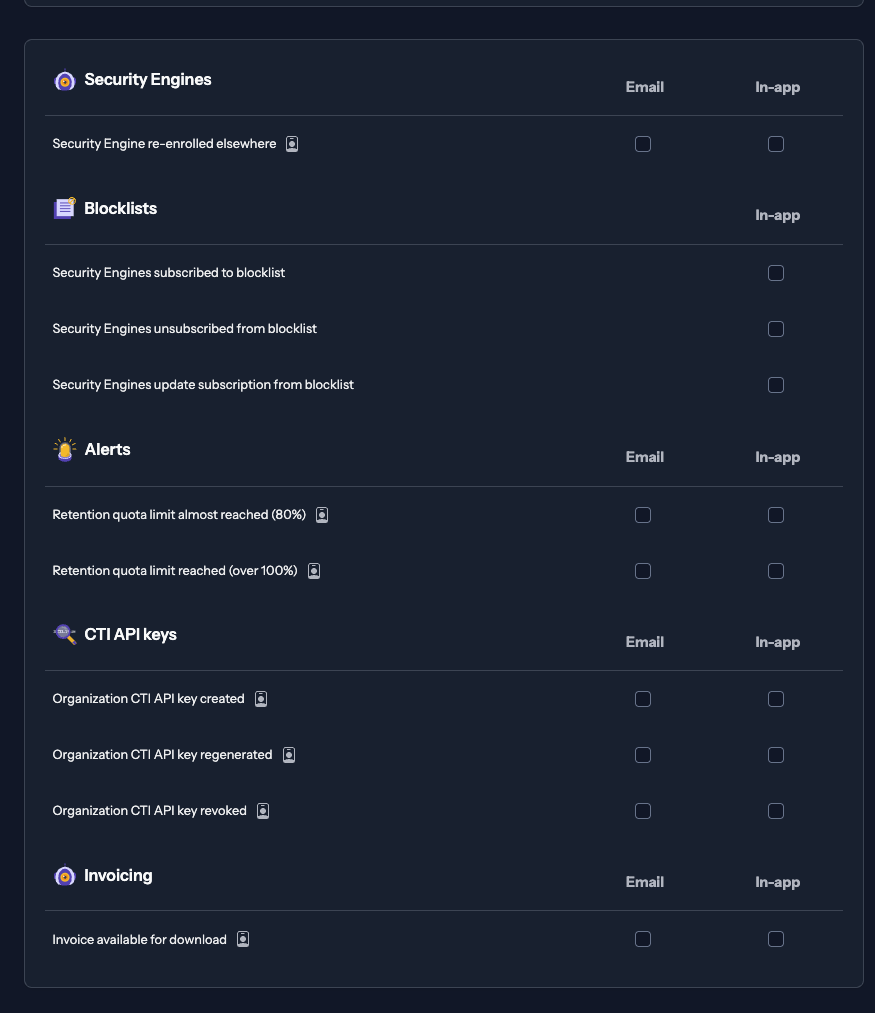 Security Engines
Email In-app
Security Engine re-enrolled elsewhere
Blocklists
In-app
Security Engines subscribed to blocklist
Security Engines unsubscribed from blocklist
Security Engines update subscription from blocklist
Alerts
Email In-app
Retention quota limit almost reached (80%)
Retention quota limit reached (over 100%)
CTI API keys
Email In-app
Organization CTI API key created
Organization CTI API key regenerated
Organization CTI API key revoked
Invoicing
Email In-app
Invoice available for download